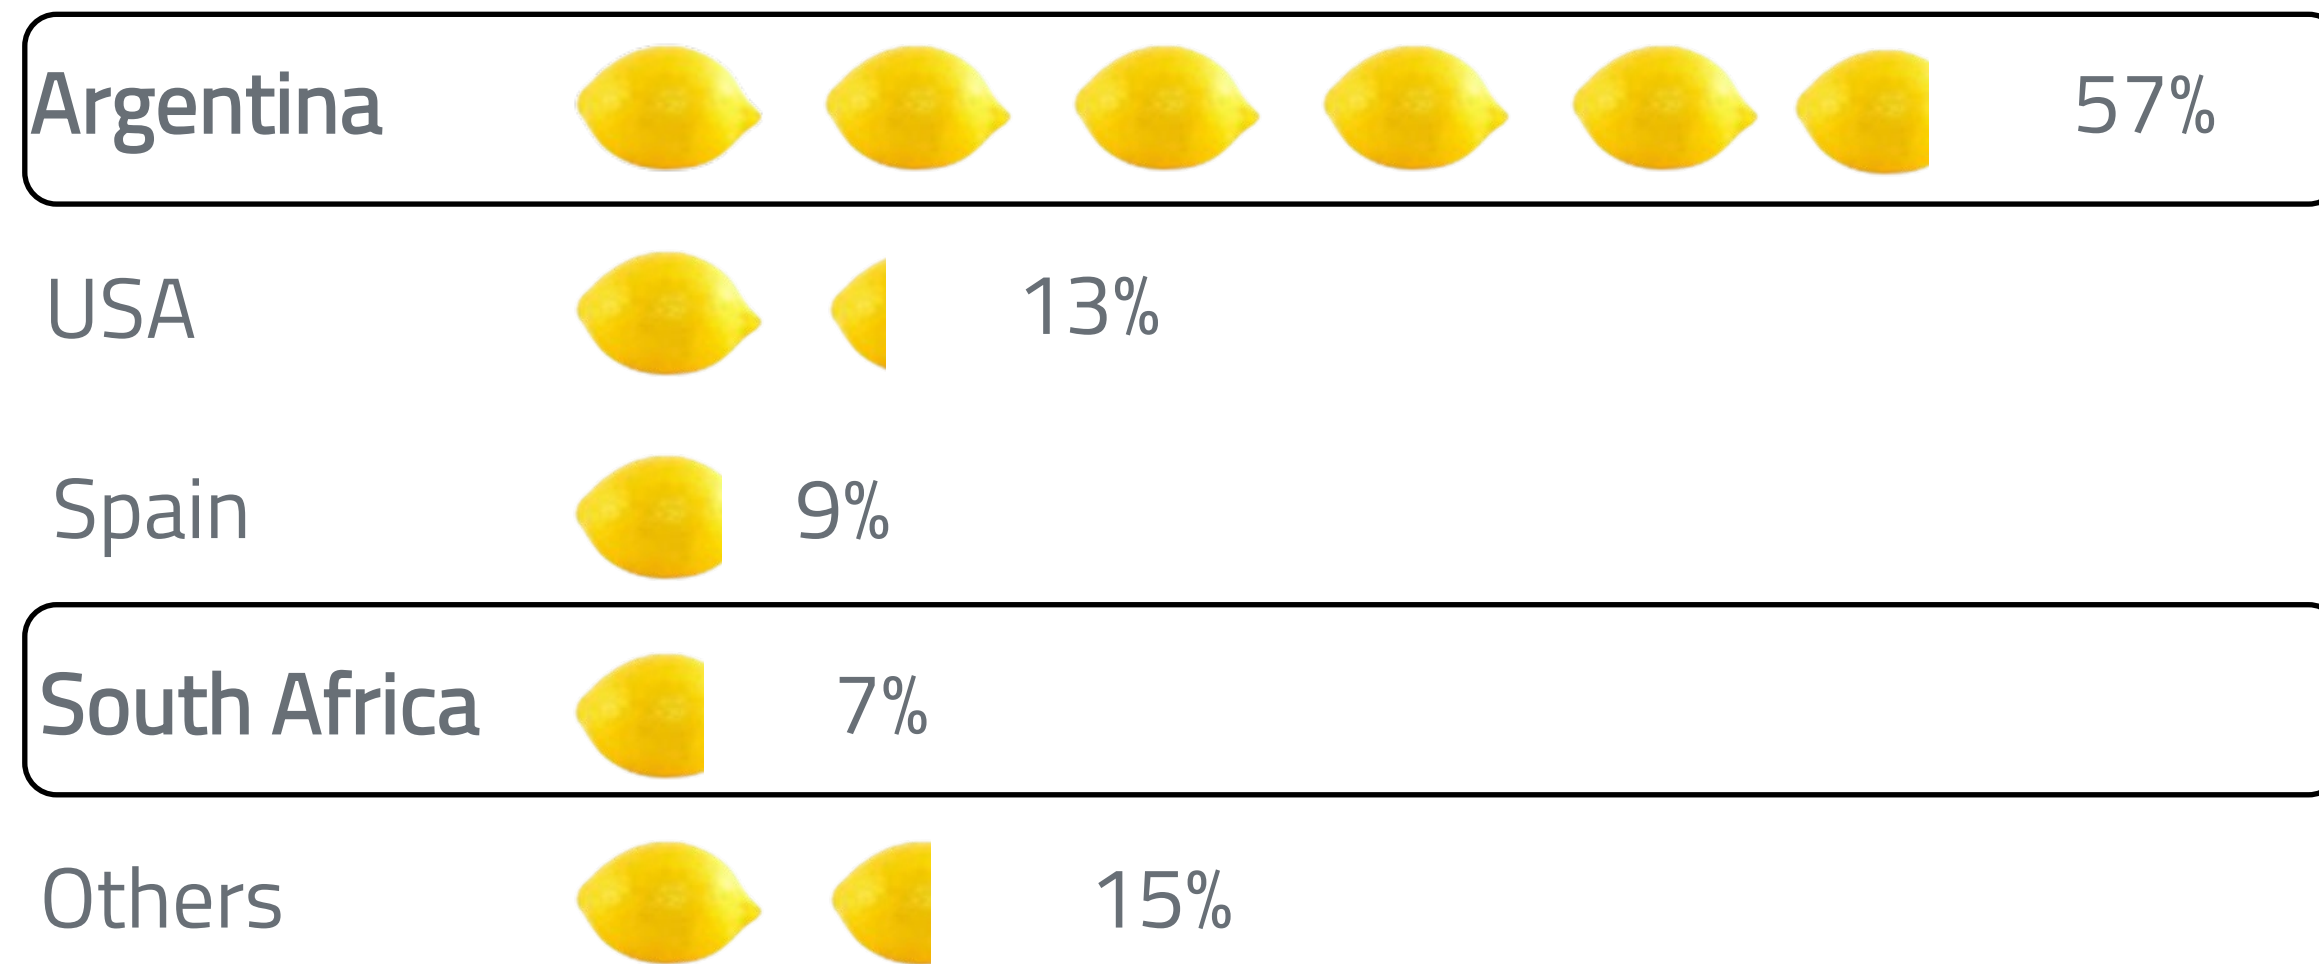 Argentina 57%
USA 13%
Spain 9%
South Africa 7%
Others 15%